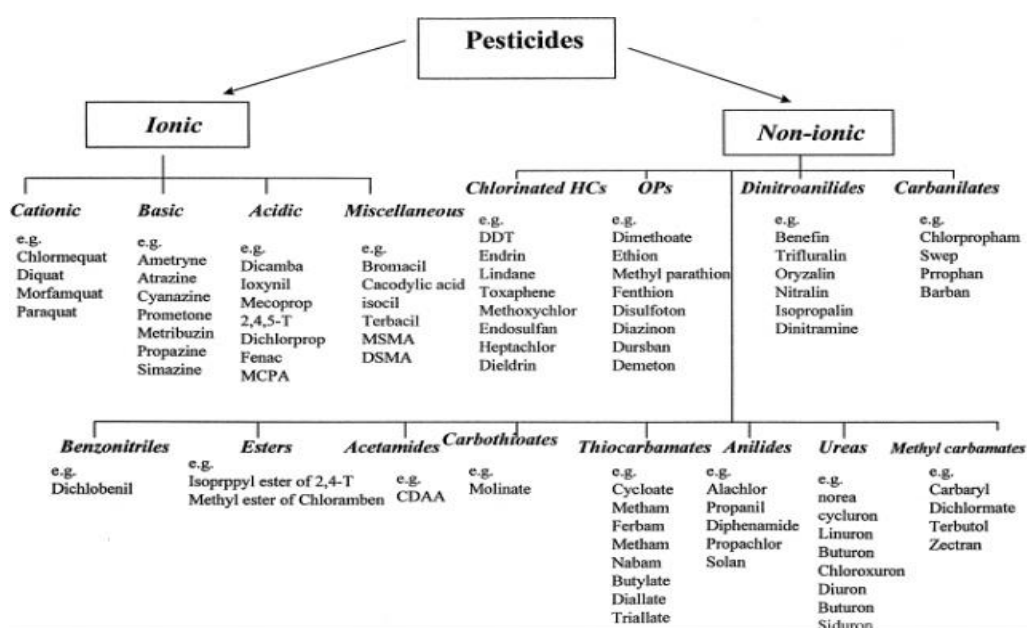 Pesticides
Ionic
Non-ionic
Cationic
e.g.
Chlormequat
Diquat
Morfamquat
Paraquat
Basic
e.g.
Ametryne
Atrazine
Cyanazine
Prometone
Metribuzin
Propazine
Simazine
Acidic
e.g.
Dicamba
Ioxynil
Mecoprop
2,4,5-T
Dichlorprop
Fenac
MCPA
Miscellaneous
e.g.
Bromacil
Cacodylic acid
isocil
Terbacil
MSMA
DSMA
Chlorinated HCs
e.g.
DDT
Endrin
Lindane
Toxaphene
Methoxychlor
Endosulfan
Heptachlor
Dieldrin
OPs
e.g.
Dimethoate
Ethion
Methyl parathion
Fenthion
Disulfoton
Diazinon
Dursban
Demeton
Dinitroanilides
e.g.
Benefin
Trifluralin
Oryzalin
Nitralin
Isopropalin
Dinitramine
Carbanilates
e.g.
Chlorpropham
Swep
Prrophan
Barban
Benzonitriles
e.g.
Dichlobenil
Esters
e.g.
Isoprppyl ester of 2,4-T
Methyl ester of Chloramben
Acetamides
e.g.
CDAA
Carbothioates
e.g.
Molinate
Thiocarbamates
e.g.
Cycloate
Metham
Ferbam
Metham
Nabam
Butylate
Diallate
Triallate
Anilides
e.g.
Alachlor
Propanil
Diphenamide
Propachlor
Solan
Ureas
e.g.
norea
cycluron
Linuron
Buturon
Chloroxuron
Diuron
Buturon
Siduron
Methyl carbamates
e.g.
Carbaryl
Dichlormate
Terbutol
Zectran